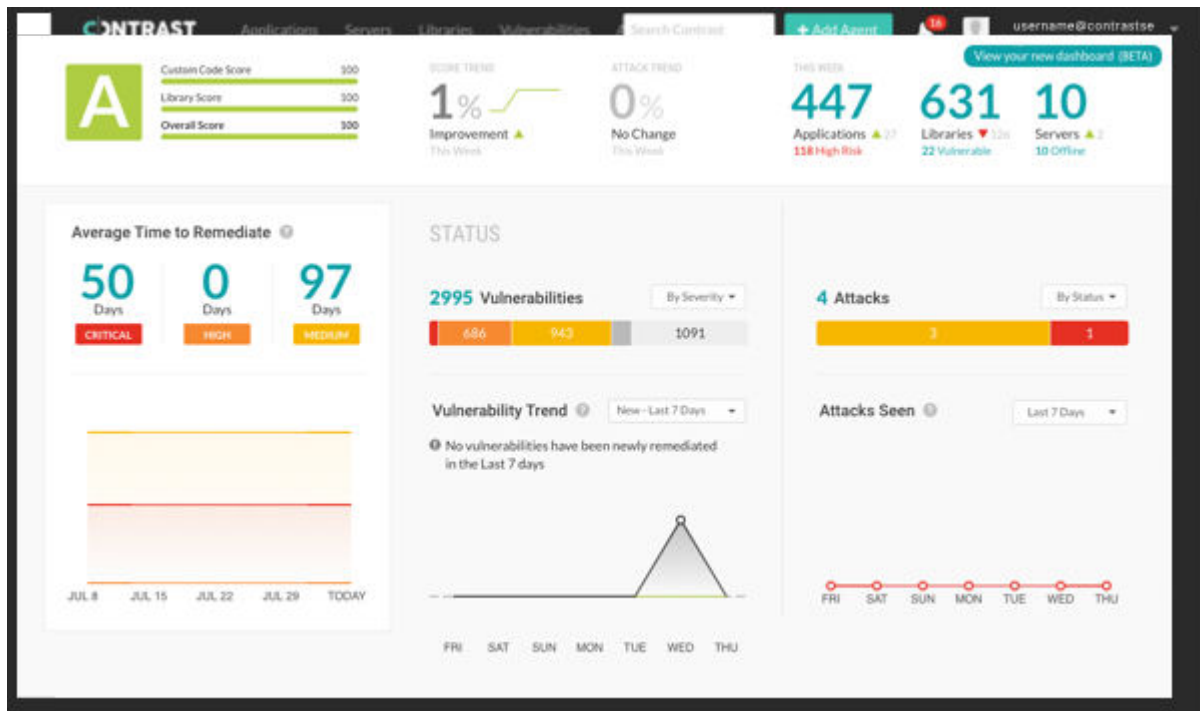 CONTRAST Applications Servers Libraries Vulnerabilities Search Contrast + Add Agent 16 username@contrastse
View your new dashboard (BETA)
A
Custom Code Score 100
Library Score 100
Overall Score 100
SCORE TREND
1%
Improvement
This Week
ATTACK TREND
0%
No Change
This Week
THIS WEEK
447
Applications 27
118 High Risk
631
Libraries
22 Vulnerable
10
Servers 2
10 Offline
Average Time to Remediate
50
Days
CRITICAL
0
Days
HIGH
97
Days
MEDIUM
JUL 8 JUL 15 JUL 22 JUL 29 TODAY
STATUS
2995 Vulnerabilities By Severity
686 943 1091
Vulnerability Trend New - Last 7 Days
No vulnerabilities have been newly remediated
in the Last 7 days
FRI SAT SUN MON TUE WED THU
4 Attacks By Status
3 1
Attacks Seen Last 7 Days
FRI SAT SUN MON TUE WED THU